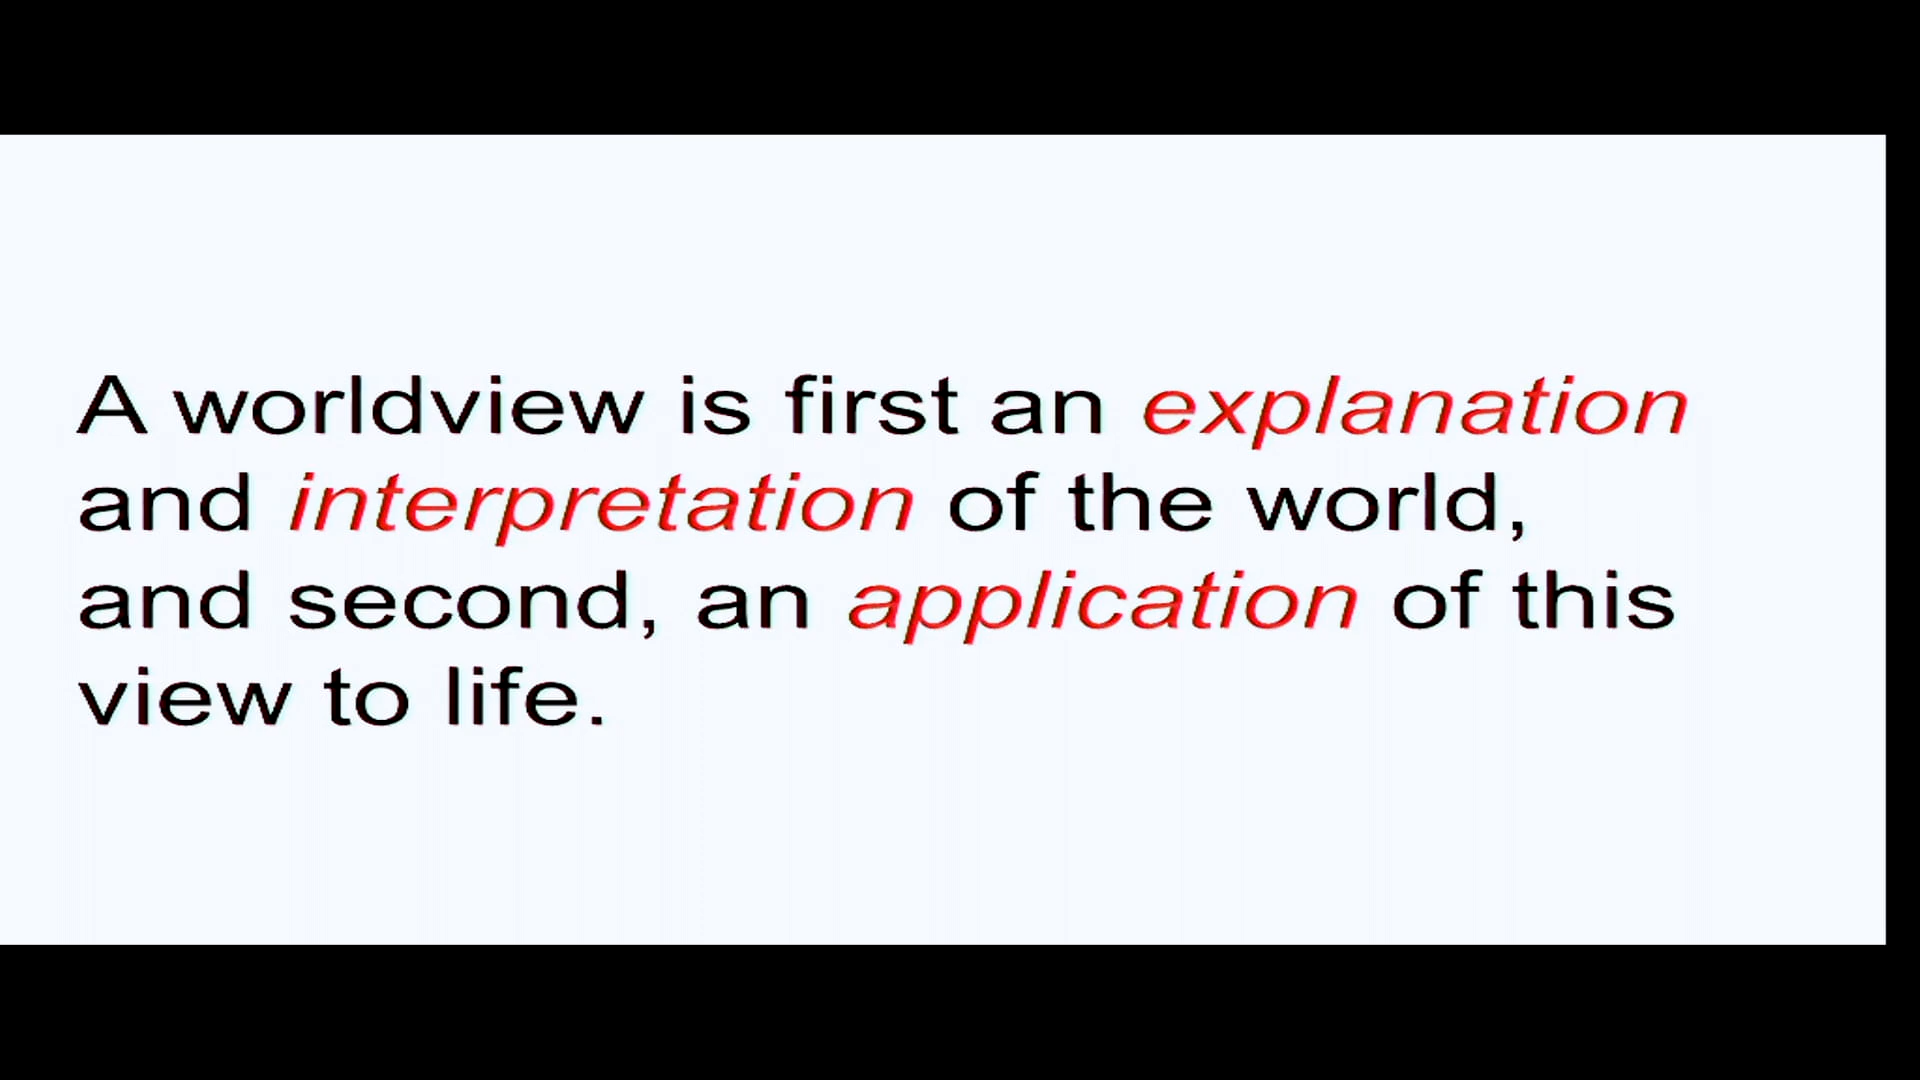 A worldview is first an explanation
and interpretation of the world,
and second, an application of this
view to life.